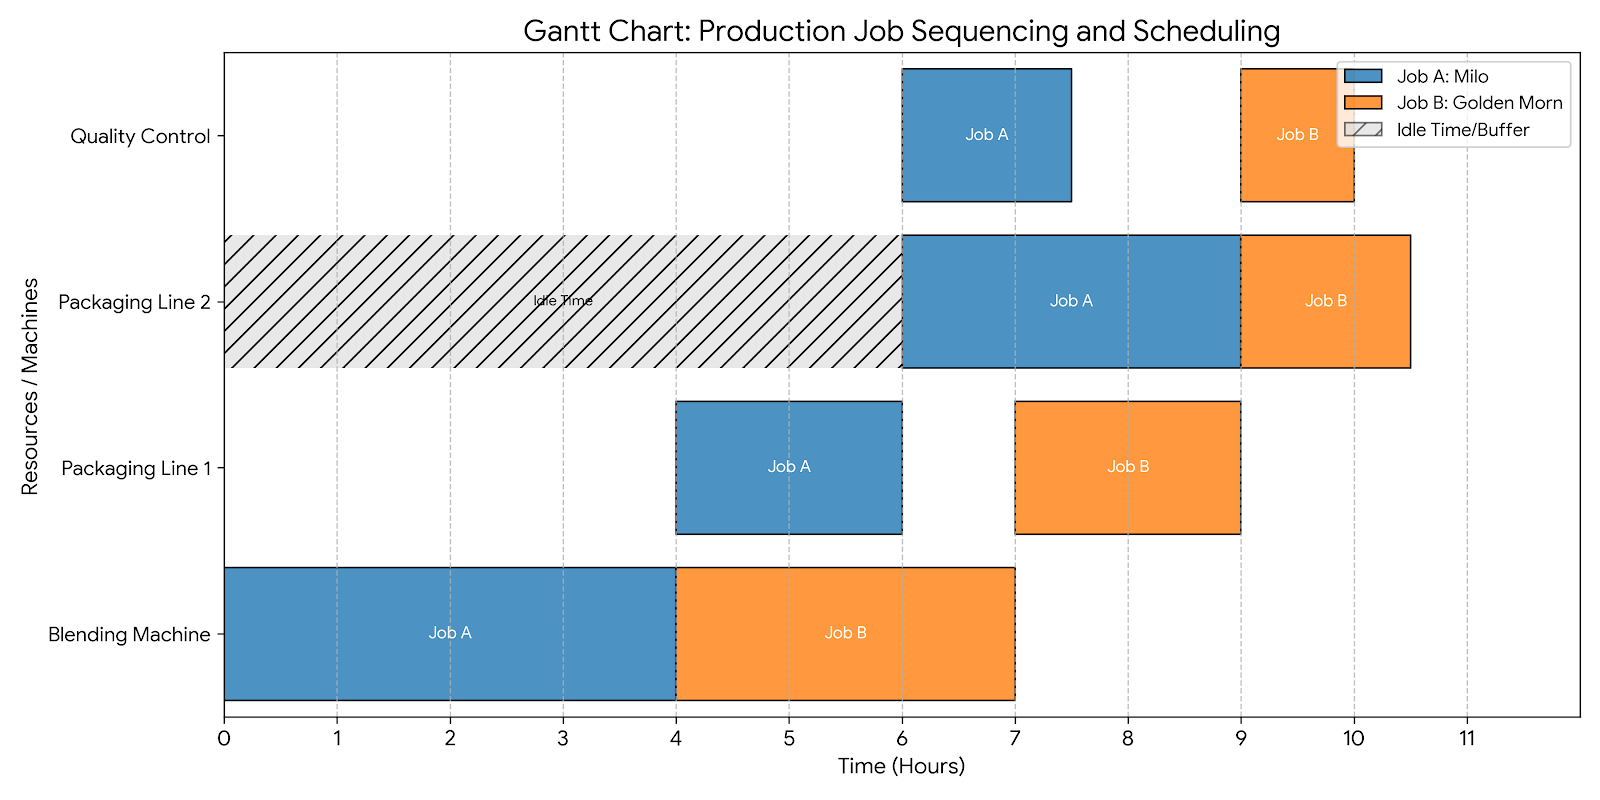 Gantt Chart: Production Job Sequencing and Scheduling
Job A: Milo
Job B: Golden Morn
Idle Time/Buffer
Resources / Machines
Quality Control
Job A
Job B
Packaging Line 2
Idle Time
Job A
Job B
Packaging Line 1
Job A
Job B
Blending Machine
Job A
Job B
0 1 2 3 4 5 6 7 8 9 10 11
Time (Hours)